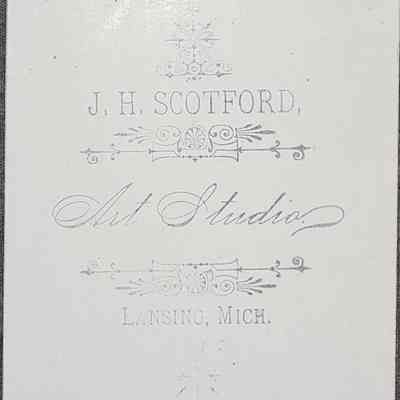 J. H. SCOTFORD,
Art Studio.
LANSING, MICH.